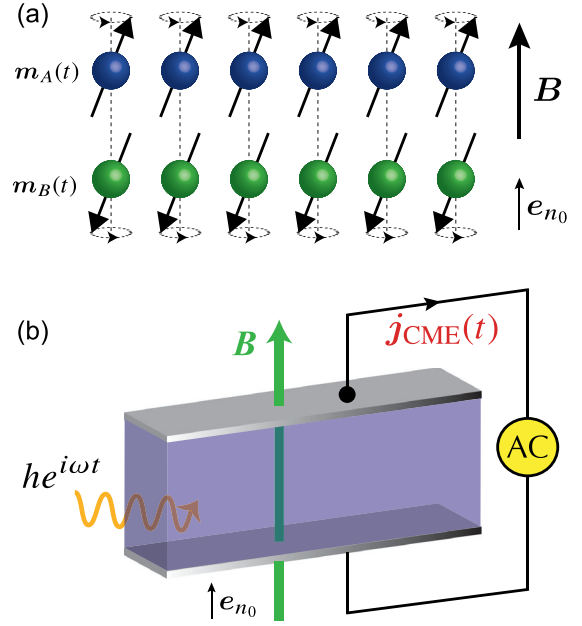 (a)
𝒎_A(t)
B
𝒎_B(t)
e_{n_0}
(b)
B
j_CME(t)
he^{iωt}
AC
e_{n_0}